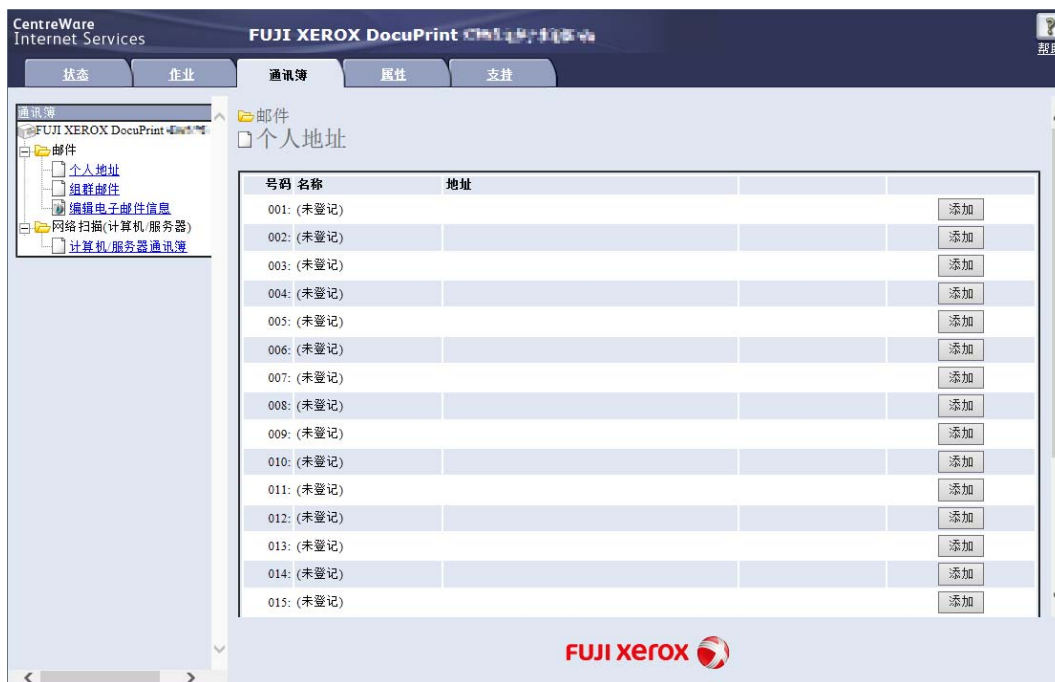 CentreWare
Internet Services
FUJI XEROX DocuPrint
帮助
状态
作业
通讯簿
属性
支持
通讯簿
FUJI XEROX DocuPrint
邮件
个人地址
组群邮件
编辑电子邮件信息
网络扫描(计算机/服务器)
计算机/服务器通讯簿
邮件
个人地址
号码 名称 地址
001: (未登记) 添加
002: (未登记) 添加
003: (未登记) 添加
004: (未登记) 添加
005: (未登记) 添加
006: (未登记) 添加
007: (未登记) 添加
008: (未登记) 添加
009: (未登记) 添加
010: (未登记) 添加
011: (未登记) 添加
012: (未登记) 添加
013: (未登记) 添加
014: (未登记) 添加
015: (未登记) 添加
FUJI xerox